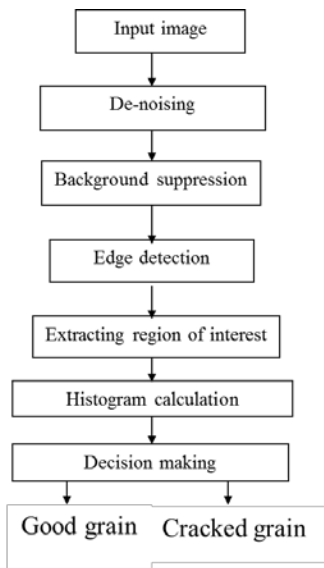 Input image
De-noising
Background suppression
Edge detection
Extracting region of interest
Histogram calculation
Decision making
Good grain
Cracked grain